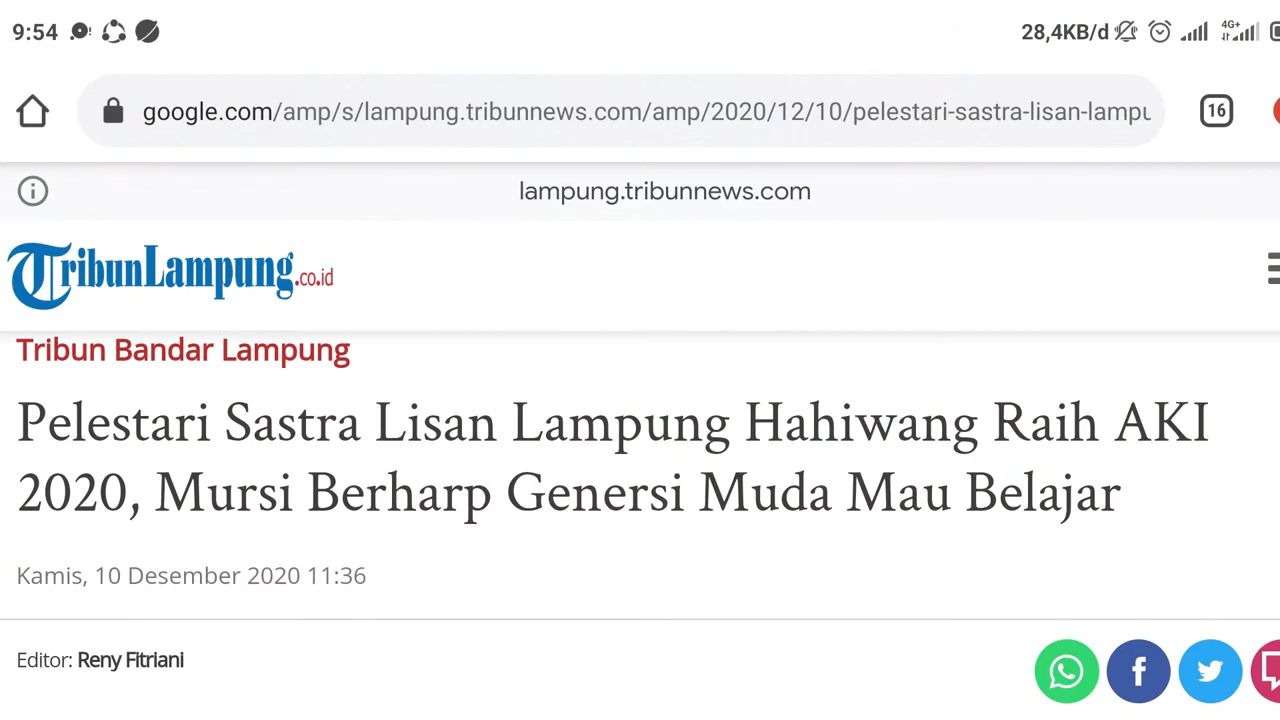 9:54
28,4KB/d 4G+
google.com/amp/s/lampung.tribunnews.com/amp/2020/12/10/pelestari-sastra-lisan-lampu
16
lampung.tribunnews.com
TribunLampung.co.id
Tribun Bandar Lampung
Pelestari Sastra Lisan Lampung Hahiwang Raih AKI
2020, Mursi Berharp Genersi Muda Mau Belajar
Kamis, 10 Desember 2020 11:36
Editor: Reny Fitriani